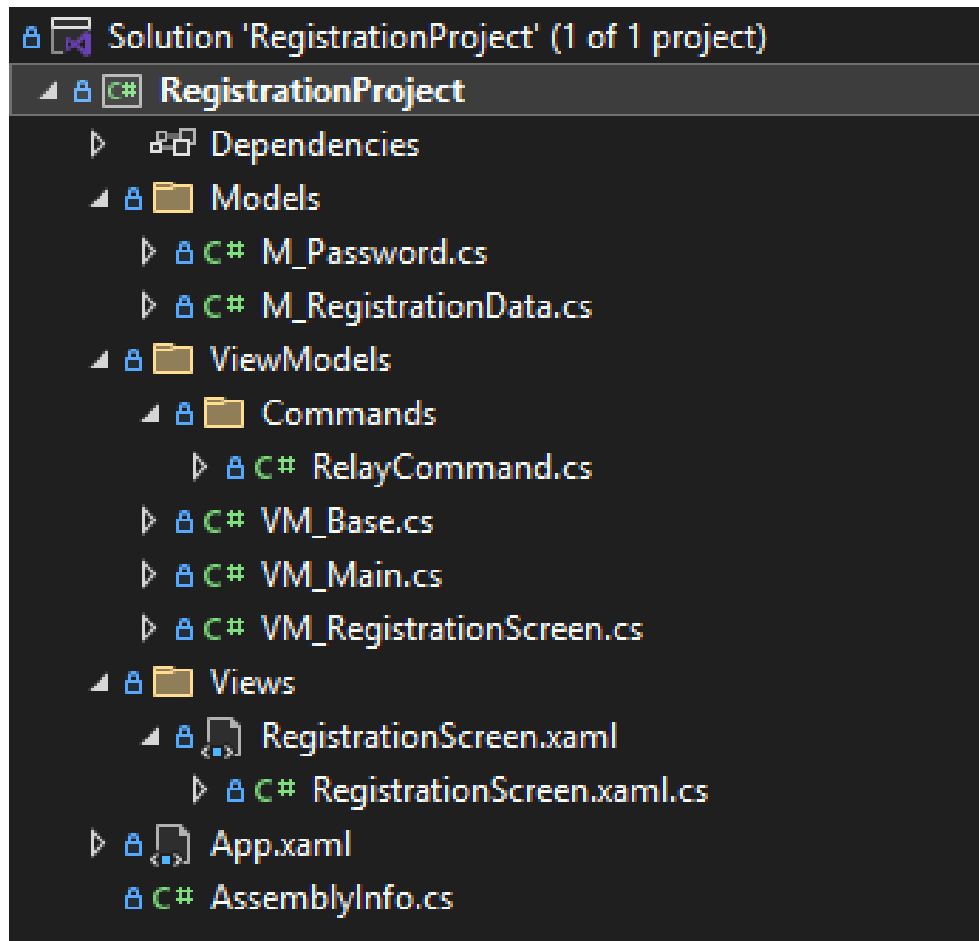 Solution 'RegistrationProject' (1 of 1 project)
C# RegistrationProject
Dependencies
Models
C# M_Password.cs
C# M_RegistrationData.cs
ViewModels
Commands
C# RelayCommand.cs
C# VM_Base.cs
C# VM_Main.cs
C# VM_RegistrationScreen.cs
Views
RegistrationScreen.xaml
C# RegistrationScreen.xaml.cs
App.xaml
C# AssemblyInfo.cs